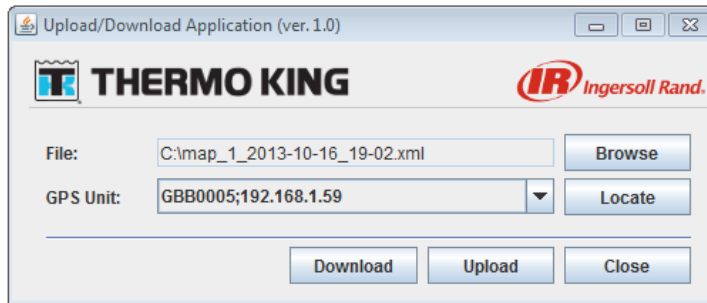 Upload/Download Application (ver. 1.0)
THERMO KING
IR Ingersoll Rand.
File: C:\map_1_2013-10-16_19-02.xml Browse
GPS Unit: GBB0005;192.168.1.59 Locate
Download Upload Close